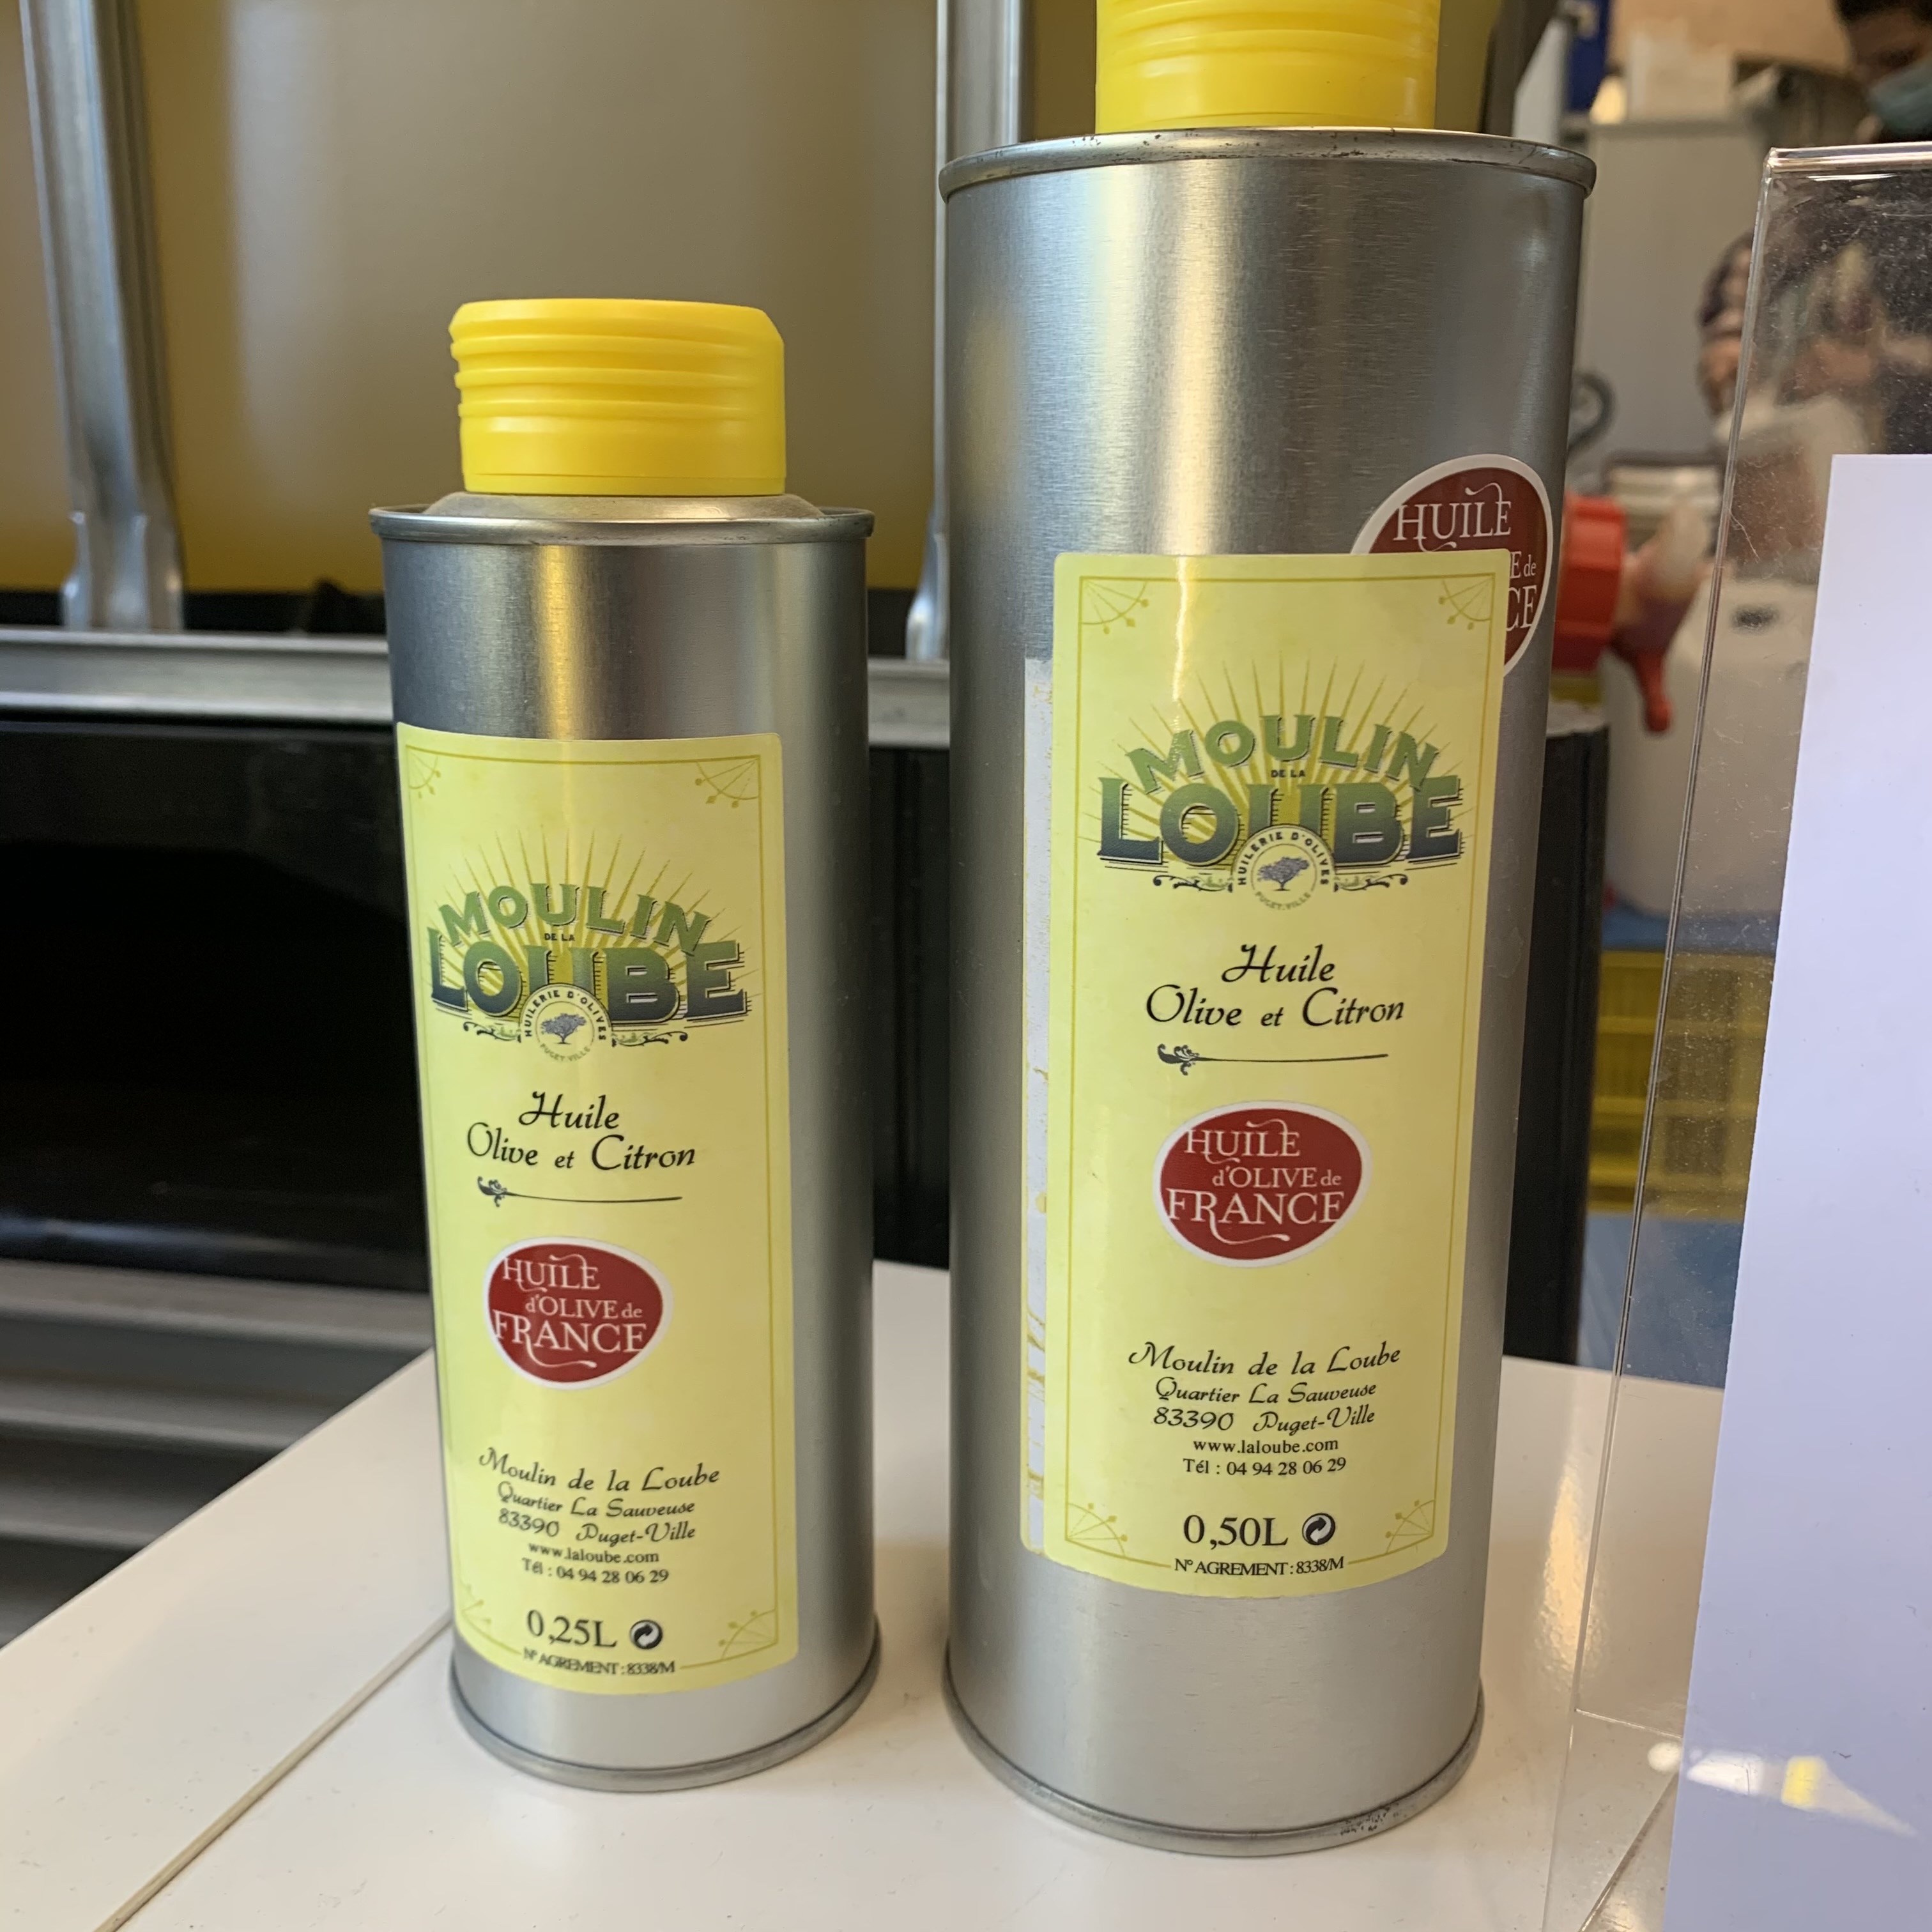 MOULIN
DE LA
LOUBE
HUILERIE D'OLIVES
PUGET-VILLE
Huile
Olive et Citron
HUILE
d'OLIVE de
FRANCE
Moulin de la Loube
Quartier La Sauveuse
83390 Puget-Ville
www.laloube.com
Tél : 04 94 28 06 29
0,25L
N° AGREMENT : 8338/M
HUILE
E de
CE
MOULIN
DE LA
LOUBE
HUILERIE D'OLIVES
PUGET-VILLE
Huile
Olive et Citron
HUILE
d'OLIVE de
FRANCE
Moulin de la Loube
Quartier La Sauveuse
83390 Puget-Ville
www.laloube.com
Tél : 04 94 28 06 29
0,50L
N° AGREMENT : 8338/M